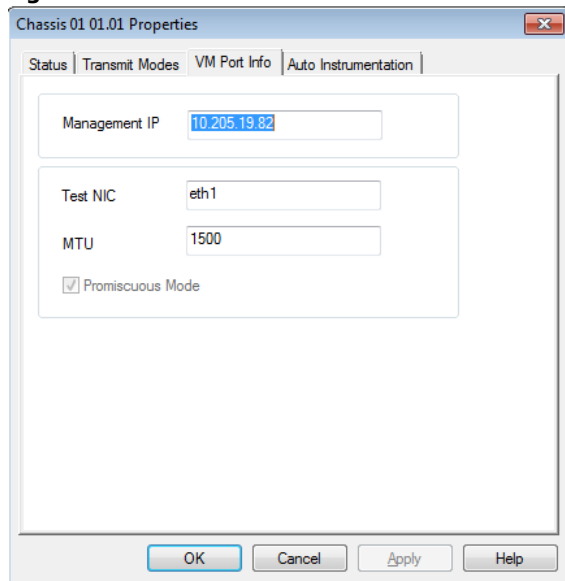 Chassis 01 01.01 Properties
Status Transmit Modes VM Port Info Auto Instrumentation
Management IP 10.205.19.82
Test NIC eth1
MTU 1500
Promiscuous Mode
OK Cancel Apply Help